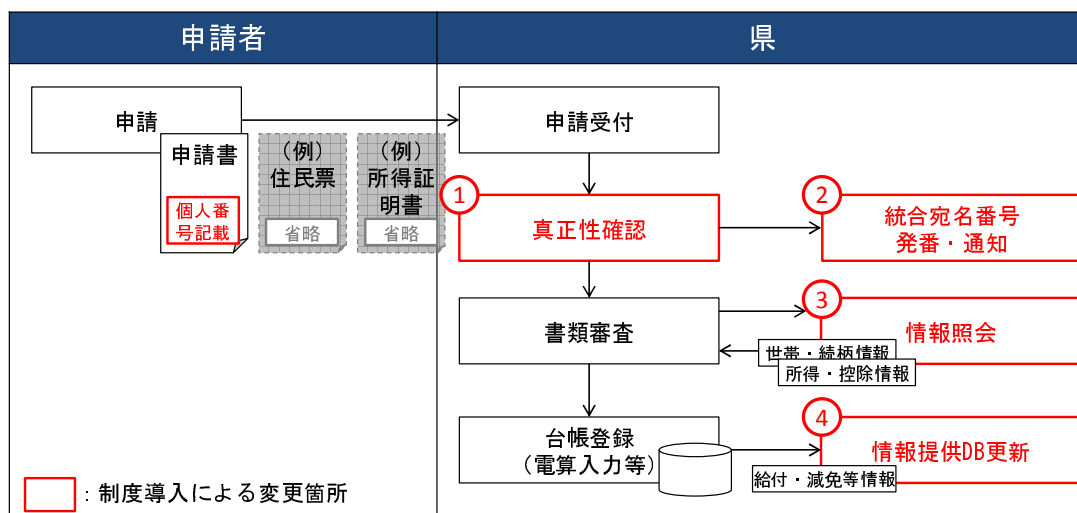 申請者
県
申請
申請書
個人番
号記載
（例）
住民票
省略
（例）
所得証
明書
省略
申請受付
①
真正性確認
②
統合宛名番号
発番・通知
書類審査
③
情報照会
世帯・続柄情報
所得・控除情報
台帳登録
（電算入力等）
④
情報提供DB更新
給付・減免等情報
：制度導入による変更箇所